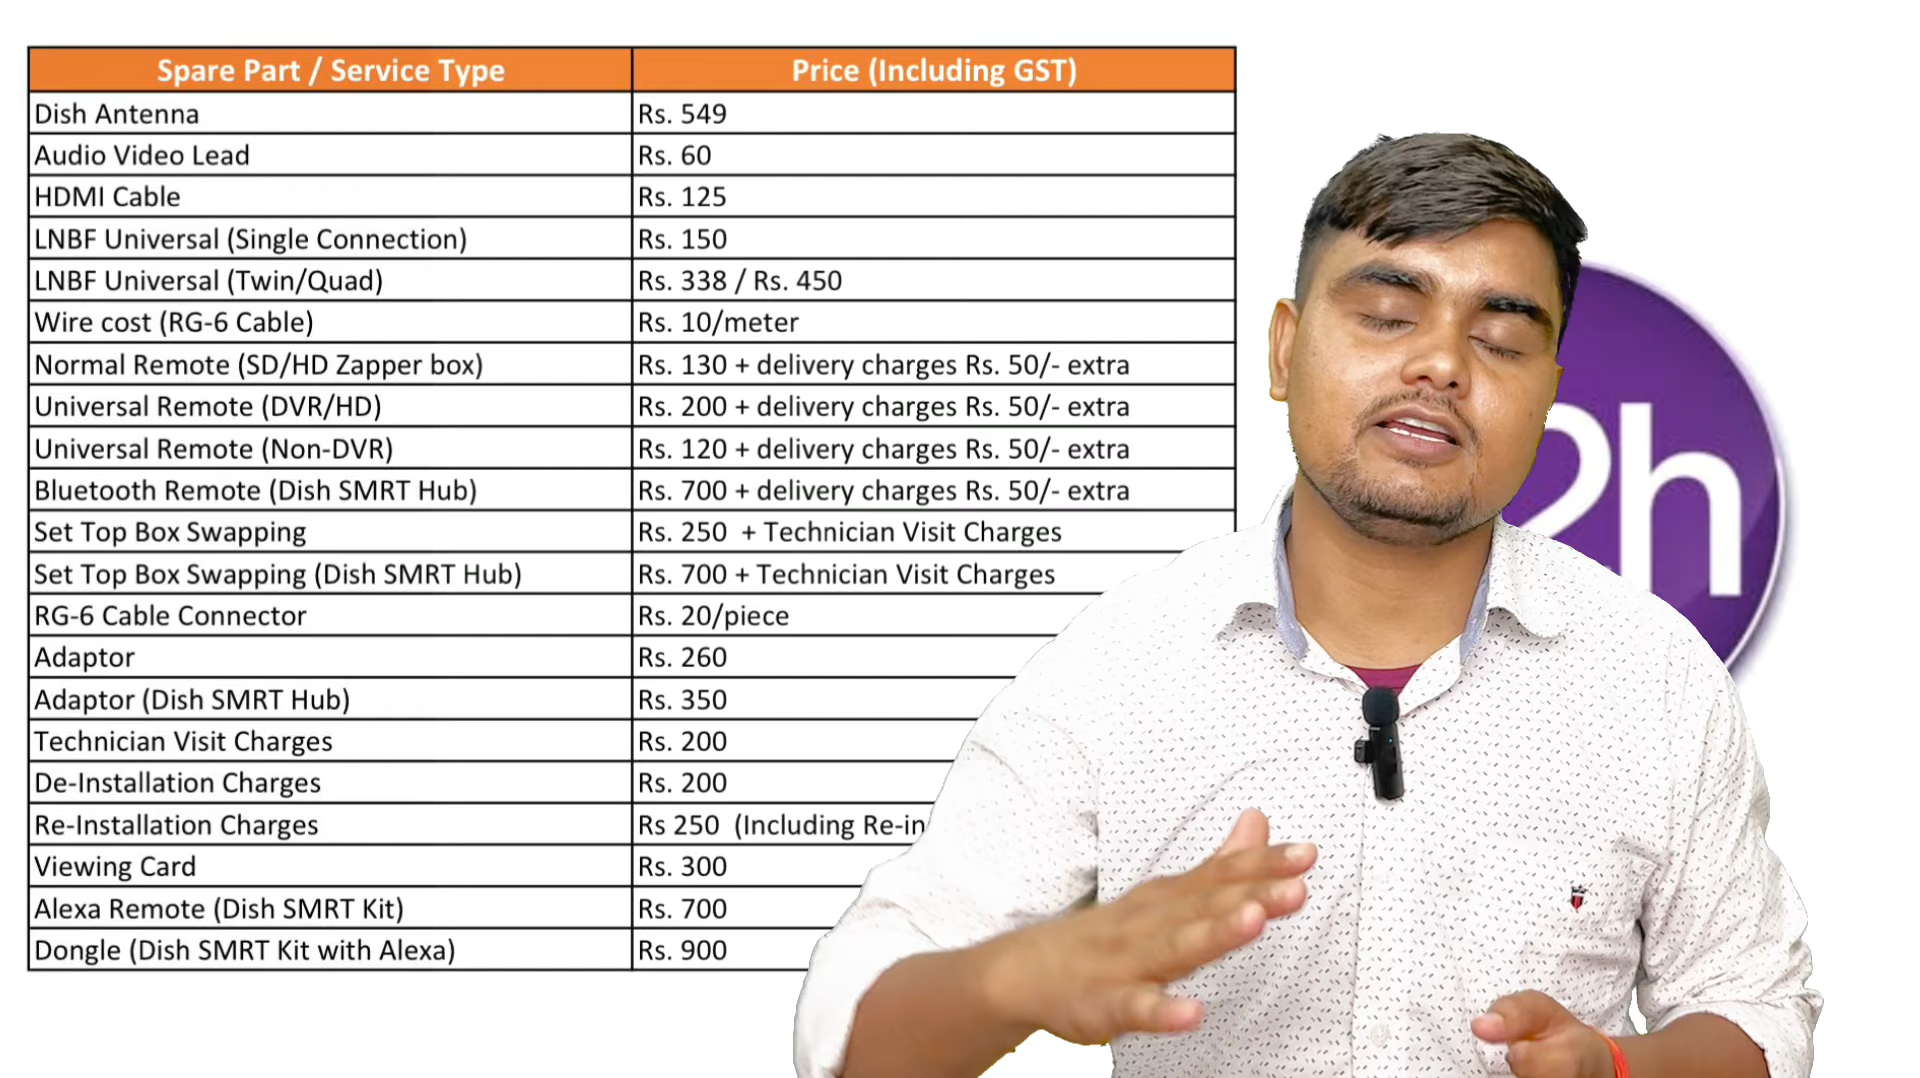 Spare Part / Service Type Price (Including GST)
Dish Antenna Rs. 549
Audio Video Lead Rs. 60
HDMI Cable Rs. 125
LNBF Universal (Single Connection) Rs. 150
LNBF Universal (Twin/Quad) Rs. 338 / Rs. 450
Wire cost (RG-6 Cable) Rs. 10/meter
Normal Remote (SD/HD Zapper box) Rs. 130 + delivery charges Rs. 50/- extra
Universal Remote (DVR/HD) Rs. 200 + delivery charges Rs. 50/- extra
Universal Remote (Non-DVR) Rs. 120 + delivery charges Rs. 50/- extra
Bluetooth Remote (Dish SMRT Hub) Rs. 700 + delivery charges Rs. 50/- extra
Set Top Box Swapping Rs. 250 + Technician Visit Charges
Set Top Box Swapping (Dish SMRT Hub) Rs. 700 + Technician Visit Charges
RG-6 Cable Connector Rs. 20/piece
Adaptor Rs. 260
Adaptor (Dish SMRT Hub) Rs. 350
Technician Visit Charges Rs. 200
De-Installation Charges Rs. 200
Re-Installation Charges Rs 250 (Including Re-in
Viewing Card Rs. 300
Alexa Remote (Dish SMRT Kit) Rs. 700
Dongle (Dish SMRT Kit with Alexa) Rs. 900
2h